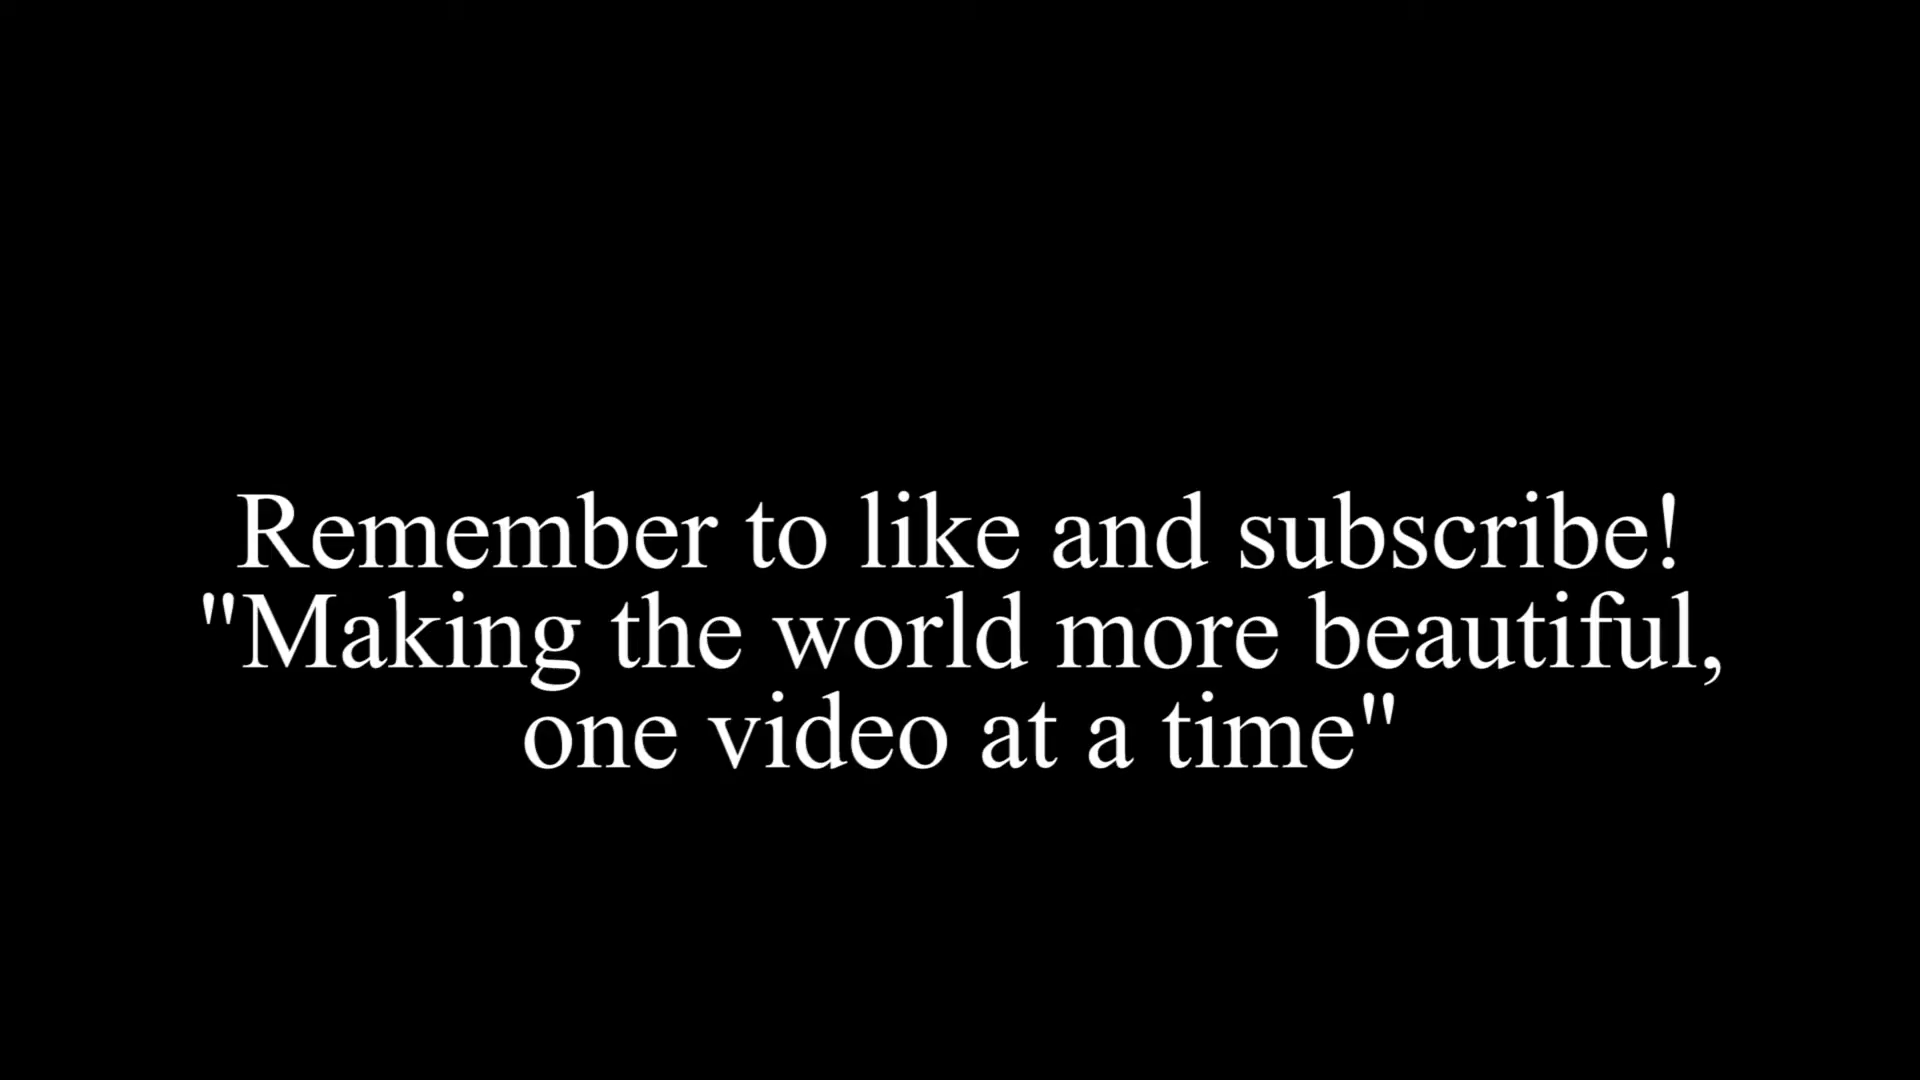 Remember to like and subscribe!
"Making the world more beautiful,
one video at a time"